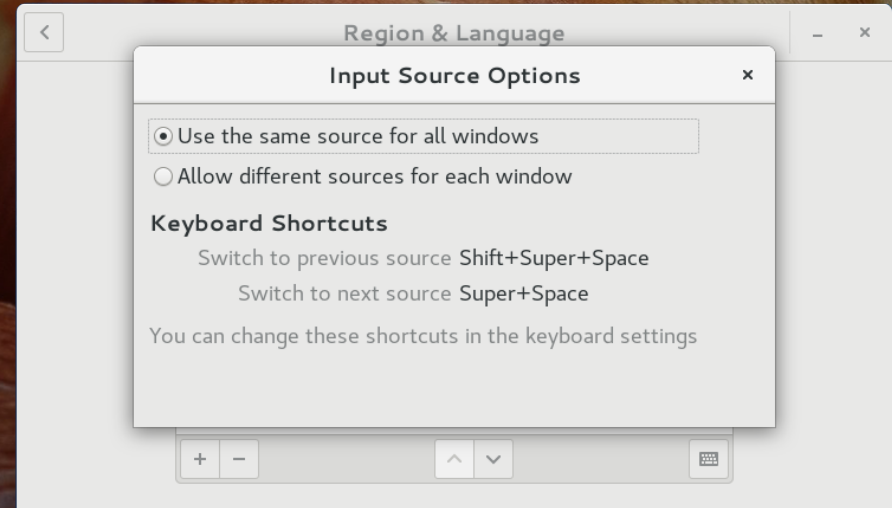 Region & Language
Input Source Options
Use the same source for all windows
Allow different sources for each window
Keyboard Shortcuts
Switch to previous source Shift+Super+Space
Switch to next source Super+Space
You can change these shortcuts in the keyboard settings